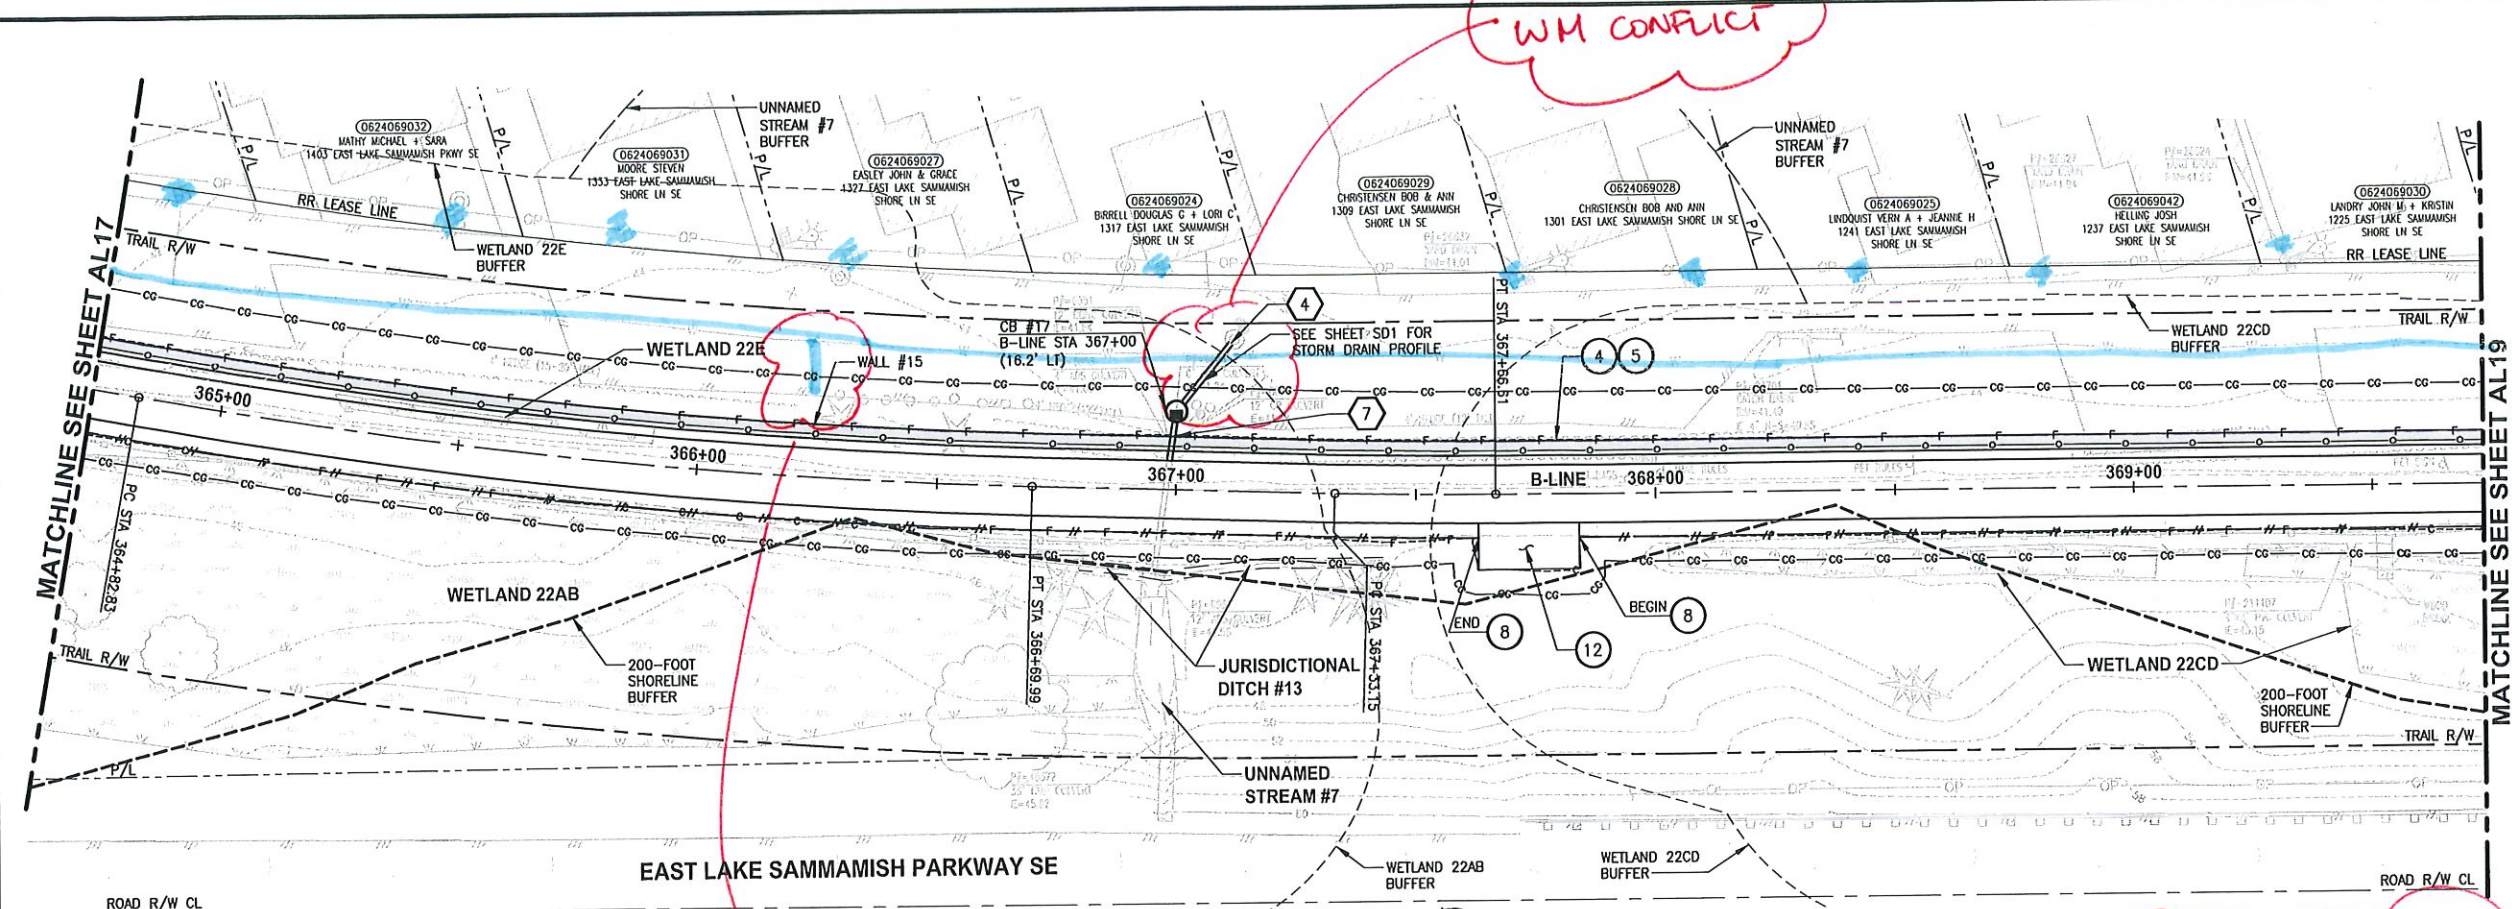 WM CONFLICT
UNNAMED
STREAM #7
BUFFER
0624069032
MATHY MICHAEL + SARA
1403 EAST LAKE SAMMAMISH PKWY SE
P/L
P/L
0624069031
MOORE STEVEN
1333 EAST LAKE SAMMAMISH
SHORE LN SE
P/L
0624069027
EASLEY JOHN & GRACE
1327 EAST LAKE SAMMAMISH
SHORE LN SE
P/L
0624069024
BIRRELL DOUGLAS G + LORI C
1317 EAST LAKE SAMMAMISH
SHORE LN SE
P/L
0624069029
CHRISTENSEN BOB & ANN
1309 EAST LAKE SAMMAMISH
SHORE LN SE
P/L
0624069028
CHRISTENSEN BOB AND ANN
1301 EAST LAKE SAMMAMISH SHORE LN SE
P/L
UNNAMED
STREAM #7
BUFFER
0624069025
LINDQUIST VERN A + JEANNIE H
1241 EAST LAKE SAMMAMISH
SHORE LN SE
P/L
0624069042
HELLING JOSH
1237 EAST LAKE SAMMAMISH
SHORE LN SE
P/L
0624069030
LANDRY JOHN M + KRISTIN
1225 EAST LAKE SAMMAMISH
SHORE LN SE
P/L
RR LEASE LINE
RR LEASE LINE
TRAIL R/W
WETLAND 22E
BUFFER
MATCHLINE SEE SHEET AL17
WETLAND 22E
WALL #15
CB #17
B-LINE STA 367+00
(16.2' LT)
4
SEE SHEET SD1 FOR
STORM DRAIN PROFILE
7
PT STA 367+66.61
4 5
WETLAND 22CD
BUFFER
TRAIL R/W
MATCHLINE SEE SHEET AL19
365+00
366+00
367+00
B-LINE
368+00
369+00
PC STA 364+82.83
PT STA 366+69.99
PC STA 367+33.15
WETLAND 22AB
200-FOOT
SHORELINE
BUFFER
JURISDICTIONAL
DITCH #13
END 8
12
BEGIN 8
WETLAND 22CD
200-FOOT
SHORELINE
BUFFER
TRAIL R/W
TRAIL R/W
P/L
UNNAMED
STREAM #7
EAST LAKE SAMMAMISH PARKWAY SE
WETLAND 22AB
BUFFER
WETLAND 22CD
BUFFER
ROAD R/W CL
ROAD R/W CL